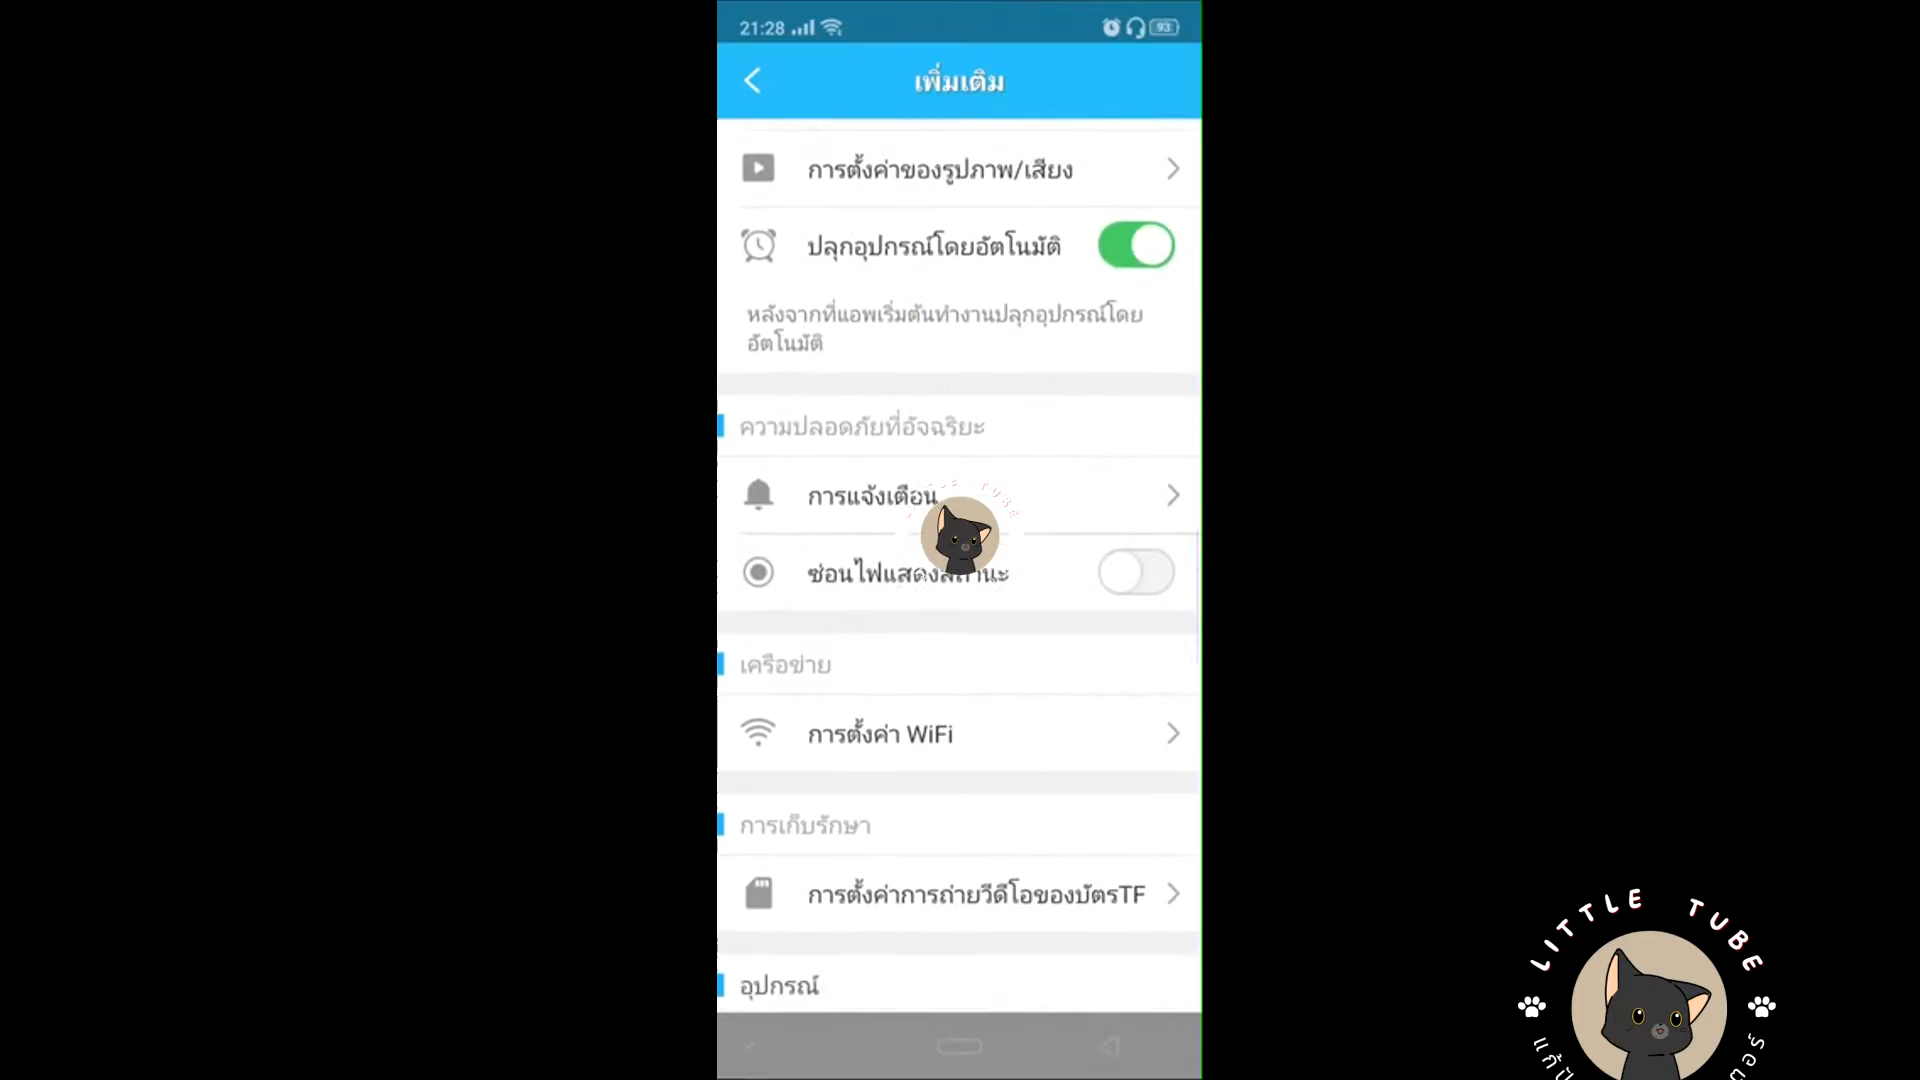 21:28
93
เพิ่มเติม
การตั้งค่าของรูปภาพ/เสียง
ปลุกอุปกรณ์โดยอัตโนมัติ
หลังจากที่แอพเริ่มต้นทำงานปลุกอุปกรณ์โดย
อัตโนมัติ
ความปลอดภัยที่อัจฉริยะ
การแจ้งเตือน
ซ่อนไฟแสดงสถานะ
เครือข่าย
การตั้งค่า WiFi
การเก็บรักษา
การตั้งค่าการถ่ายวีดีโอของบัตรTF
อุปกรณ์
LITTLE TUBE